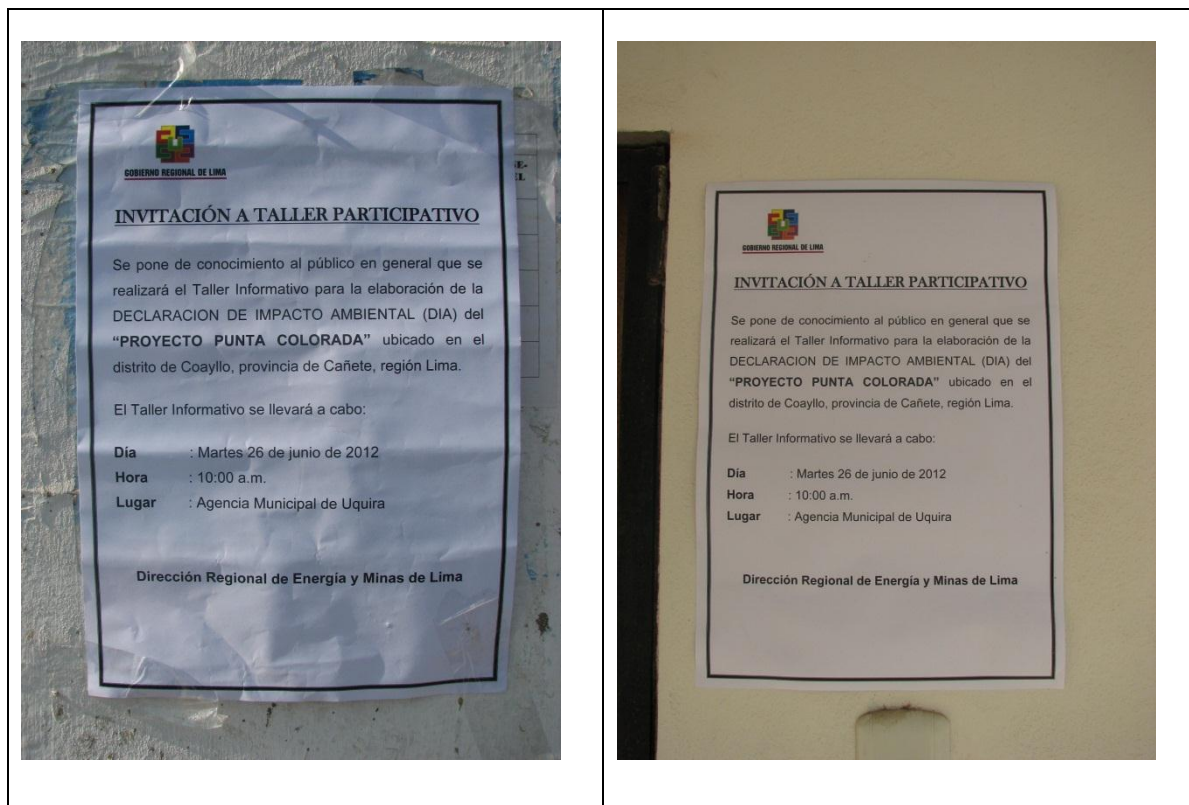 GOBIERNO REGIONAL DE LIMA
INVITACIÓN A TALLER PARTICIPATIVO
Se pone de conocimiento al público en general que se
realizará el Taller Informativo para la elaboración de la
DECLARACION DE IMPACTO AMBIENTAL (DIA) del
“PROYECTO PUNTA COLORADA” ubicado en el
distrito de Coayllo, provincia de Cañete, región Lima.
El Taller Informativo se llevará a cabo:
Día : Martes 26 de junio de 2012
Hora : 10:00 a.m.
Lugar : Agencia Municipal de Uquira
Dirección Regional de Energía y Minas de Lima
GOBIERNO REGIONAL DE LIMA
INVITACIÓN A TALLER PARTICIPATIVO
Se pone de conocimiento al público en general que se
realizará el Taller Informativo para la elaboración de la
DECLARACION DE IMPACTO AMBIENTAL (DIA) del
“PROYECTO PUNTA COLORADA” ubicado en el
distrito de Coayllo, provincia de Cañete, región Lima.
El Taller Informativo se llevará a cabo:
Día : Martes 26 de junio de 2012
Hora : 10:00 a.m.
Lugar : Agencia Municipal de Uquira
Dirección Regional de Energía y Minas de Lima